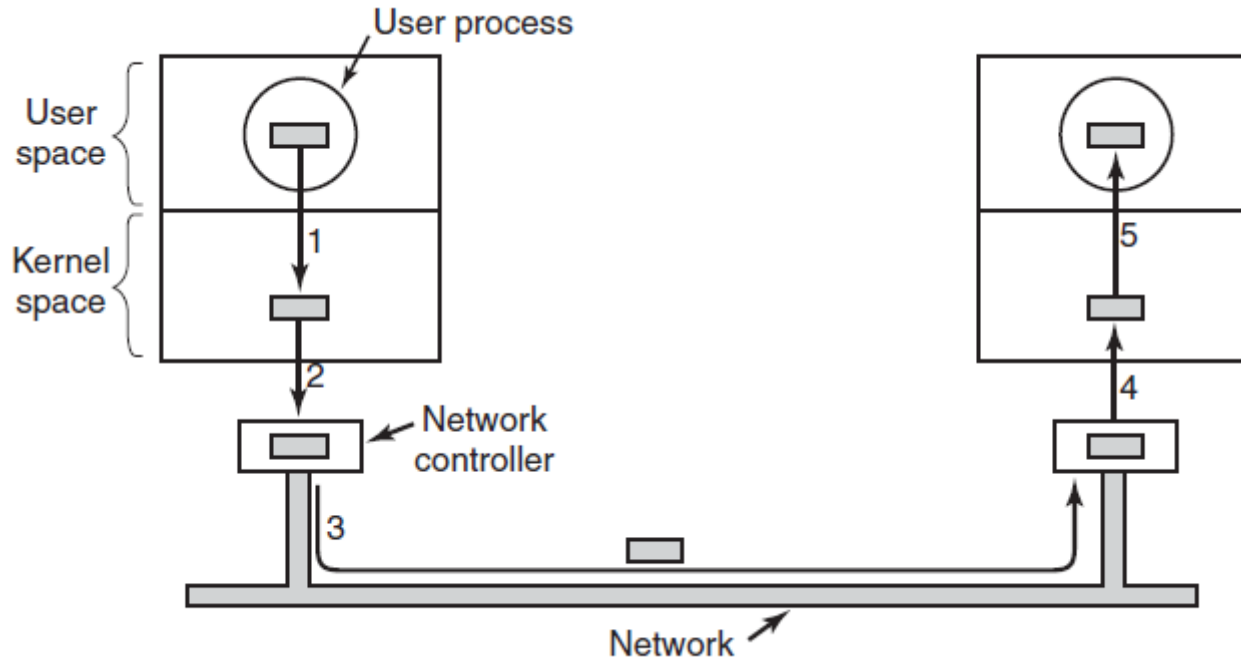 User process
User
space
1
5
Kernel
space
2
4
Network
controller
3
Network